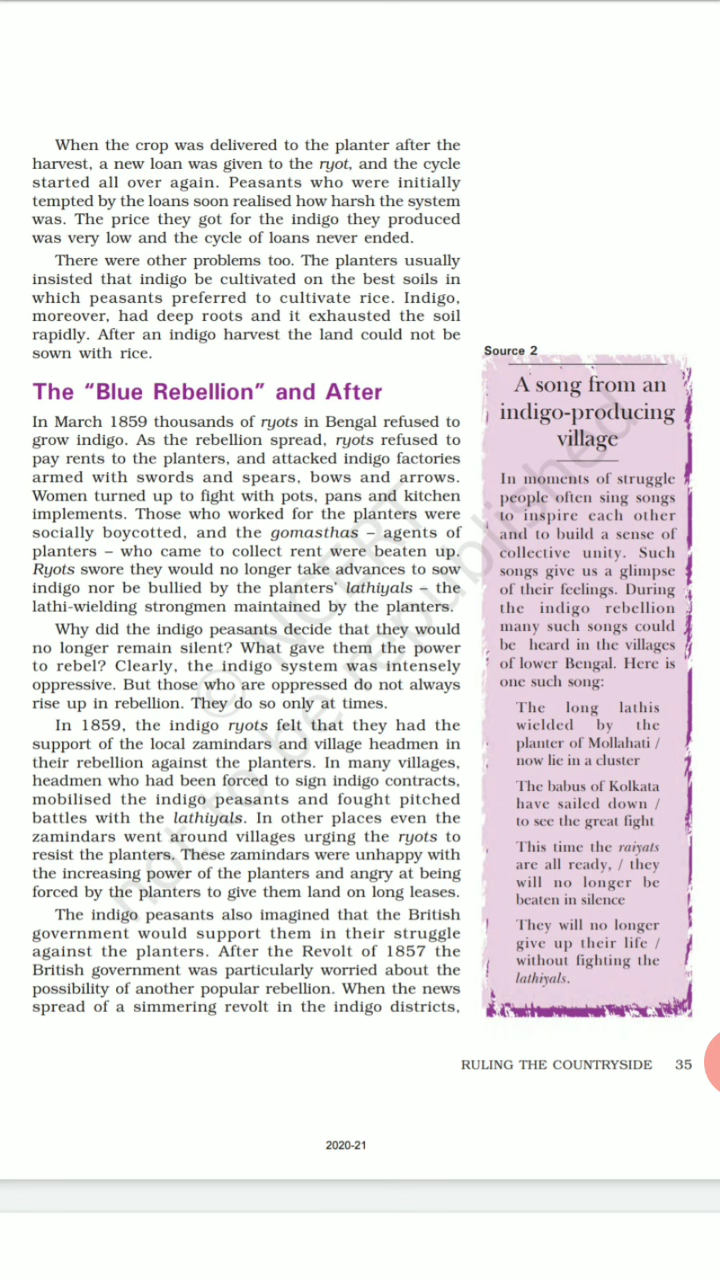 When the crop was delivered to the planter after the
harvest, a new loan was given to the ryot, and the cycle
started all over again. Peasants who were initially
tempted by the loans soon realised how harsh the system
was. The price they got for the indigo they produced
was very low and the cycle of loans never ended.
There were other problems too. The planters usually
insisted that indigo be cultivated on the best soils in
which peasants preferred to cultivate rice. Indigo,
moreover, had deep roots and it exhausted the soil
rapidly. After an indigo harvest the land could not be
sown with rice.
The “Blue Rebellion” and After
In March 1859 thousands of ryots in Bengal refused to
grow indigo. As the rebellion spread, ryots refused to
pay rents to the planters, and attacked indigo factories
armed with swords and spears, bows and arrows.
Women turned up to fight with pots, pans and kitchen
implements. Those who worked for the planters were
socially boycotted, and the gomasthas – agents of
planters – who came to collect rent were beaten up.
Ryots swore they would no longer take advances to sow
indigo nor be bullied by the planters’ lathiyals – the
lathi-wielding strongmen maintained by the planters.
Why did the indigo peasants decide that they would
no longer remain silent? What gave them the power
to rebel? Clearly, the indigo system was intensely
oppressive. But those who are oppressed do not always
rise up in rebellion. They do so only at times.
In 1859, the indigo ryots felt that they had the
support of the local zamindars and village headmen in
their rebellion against the planters. In many villages,
headmen who had been forced to sign indigo contracts,
mobilised the indigo peasants and fought pitched
battles with the lathiyals. In other places even the
zamindars went around villages urging the ryots to
resist the planters. These zamindars were unhappy with
the increasing power of the planters and angry at being
forced by the planters to give them land on long leases.
The indigo peasants also imagined that the British
government would support them in their struggle
against the planters. After the Revolt of 1857 the
British government was particularly worried about the
possibility of another popular rebellion. When the news
spread of a simmering revolt in the indigo districts,
Source 2
A song from an
indigo-producing
village
In moments of struggle
people often sing songs
to inspire each other
and to build a sense of
collective unity. Such
songs give us a glimpse
of their feelings. During
the indigo rebellion
many such songs could
be heard in the villages
of lower Bengal. Here is
one such song:
The long lathis
wielded by the
planter of Mollahati /
now lie in a cluster
The babus of Kolkata
have sailed down /
to see the great fight
This time the raiyats
are all ready, / they
will no longer be
beaten in silence
They will no longer
give up their life /
without fighting the
lathiyals.
RULING THE COUNTRYSIDE 35
2020-21
© NCERT
not to be republished